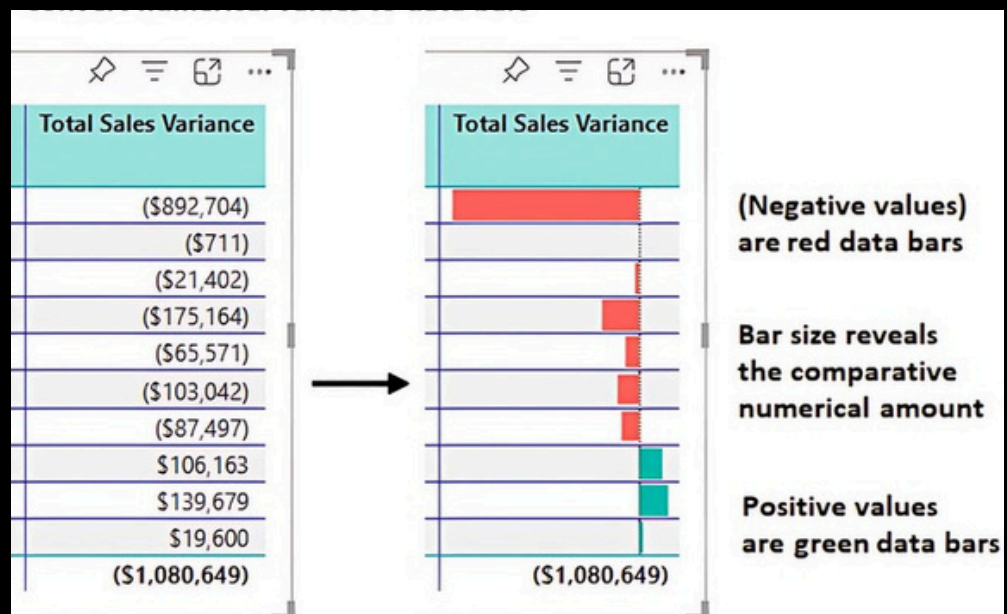 Total Sales Variance
($892,704)
($711)
($21,402)
($175,164)
($65,571)
($103,042)
($87,497)
$106,163
$139,679
$19,600
($1,080,649)
Total Sales Variance
($1,080,649)
(Negative values)
are red data bars
Bar size reveals
the comparative
numerical amount
Positive values
are green data bars